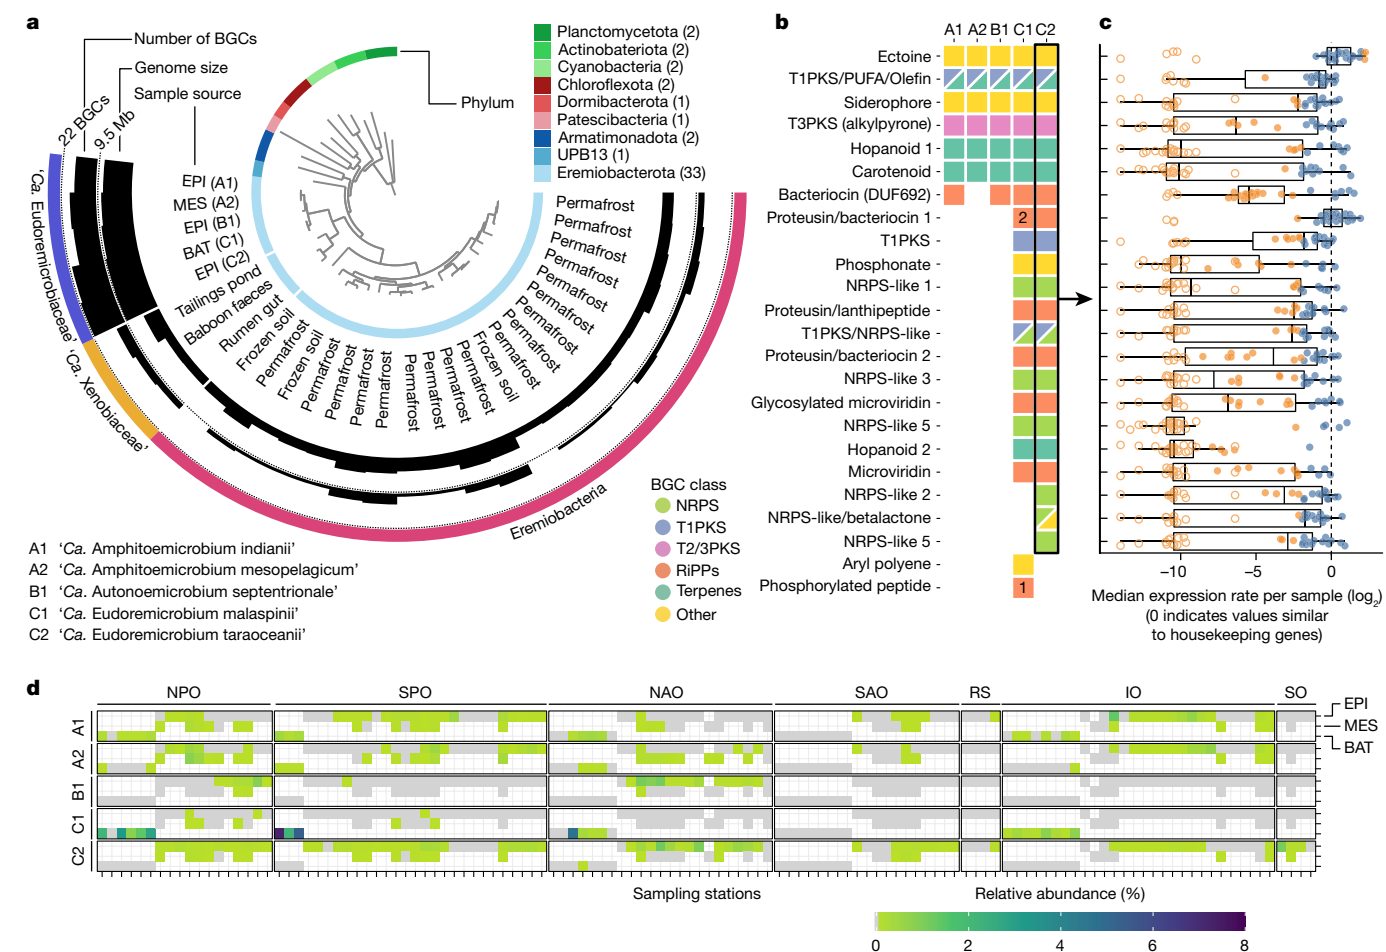 a
Number of BGCs
Genome size
Sample source
22 BGCs
9.5 Mb
Phylum
Planctomycetota (2)
Actinobateriota (2)
Cyanobacteria (2)
Chloroflexota (2)
Dormibacterota (1)
Patescibacteria (1)
Armatimonadota (2)
UPB13 (1)
Eremiobacterota (33)
'Ca. Eudoremicrobiaceae'
'Ca. Xenobiaceae'
Eremiobacteria
EPI (A1)
MES (A2)
EPI (B1)
BAT (C1)
EPI (C2)
Tailings pond
Baboon faeces
Rumen gut
Frozen soil
Permafrost
Frozen soil
Permafrost
Permafrost
Permafrost
Permafrost
Permafrost
Permafrost
Permafrost
Frozen soil
Permafrost
Permafrost
Permafrost
Permafrost
Permafrost
Permafrost
Permafrost
Permafrost
A1 'Ca. Amphitoemicrobium indianii'
A2 'Ca. Amphitoemicrobium mesopelagicum'
B1 'Ca. Autonoemicrobium septentrionale'
C1 'Ca. Eudoremicrobium malaspinii'
C2 'Ca. Eudoremicrobium taraoceanii'
BGC class
NRPS
T1PKS
T2/3PKS
RiPPs
Terpenes
Other
b
A1 A2 B1 C1 C2
Ectoine
T1PKS/PUFA/Olefin
Siderophore
T3PKS (alkylpyrone)
Hopanoid 1
Carotenoid
Bacteriocin (DUF692)
Proteusin/bacteriocin 1
2
T1PKS
Phosphonate
NRPS-like 1
Proteusin/lanthipeptide
T1PKS/NRPS-like
Proteusin/bacteriocin 2
NRPS-like 3
Glycosylated microviridin
NRPS-like 5
Hopanoid 2
Microviridin
NRPS-like 2
NRPS-like/betalactone
NRPS-like 5
Aryl polyene
Phosphorylated peptide
1
c
−10 −5 0
Median expression rate per sample (log2)
(0 indicates values similar
to housekeeping genes)
d
NPO SPO NAO SAO RS IO SO
A1
A2
B1
C1
C2
EPI
MES
BAT
Sampling stations
Relative abundance (%)
0 2 4 6 8